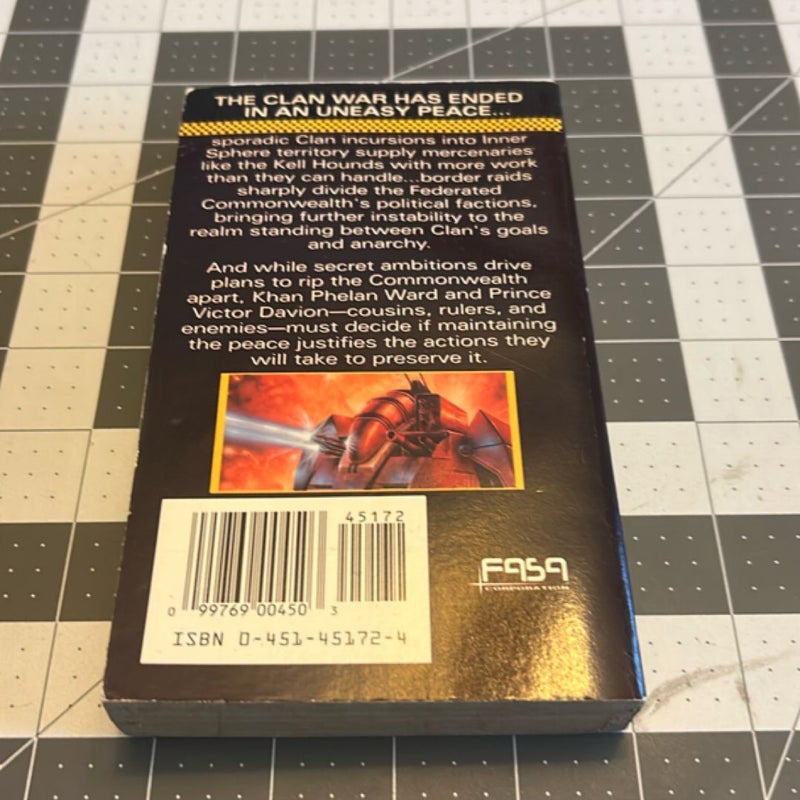 THE CLAN WAR HAS ENDED
IN AN UNEASY PEACE...
sporadic Clan incursions into Inner
Sphere territory supply mercenaries
like the Kell Hounds with more work
than they can handle...border raids
sharply divide the Federated
Commonwealth's political factions,
bringing further instability to the
realm standing between Clan's goals
and anarchy.
And while secret ambitions drive
plans to rip the Commonwealth
apart, Khan Phelan Ward and Prince
Victor Davion—cousins, rulers, and
enemies—must decide if maintaining
the peace justifies the actions they
will take to preserve it.
45172
0 99769 00450 3
ISBN 0-451-45172-4
FASA
CORPORATION